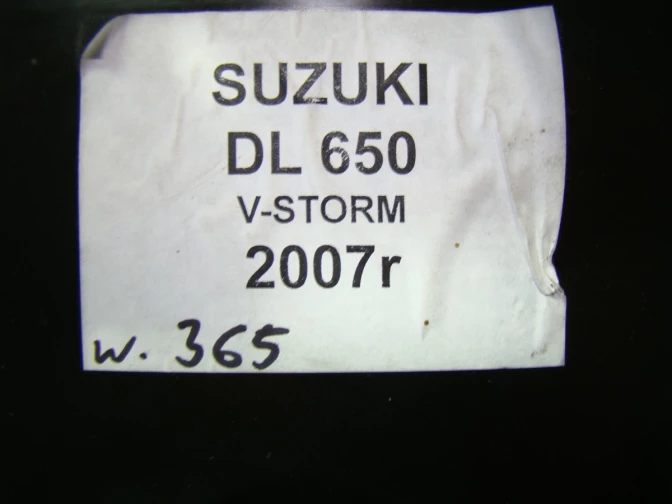 SUZUKI
DL 650
V-STORM
2007r
w. 365